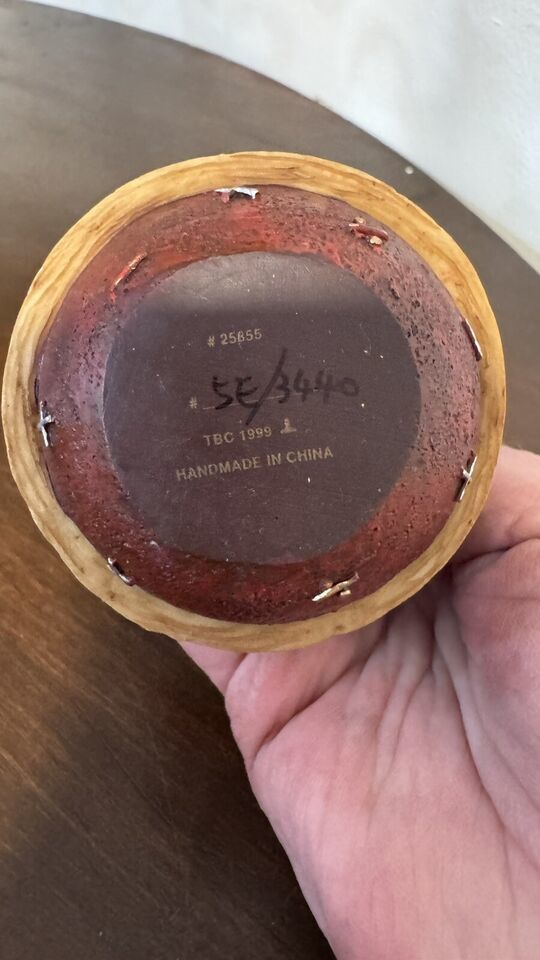 # 25855
# 5E/3440
TBC 1999
HANDMADE IN CHINA